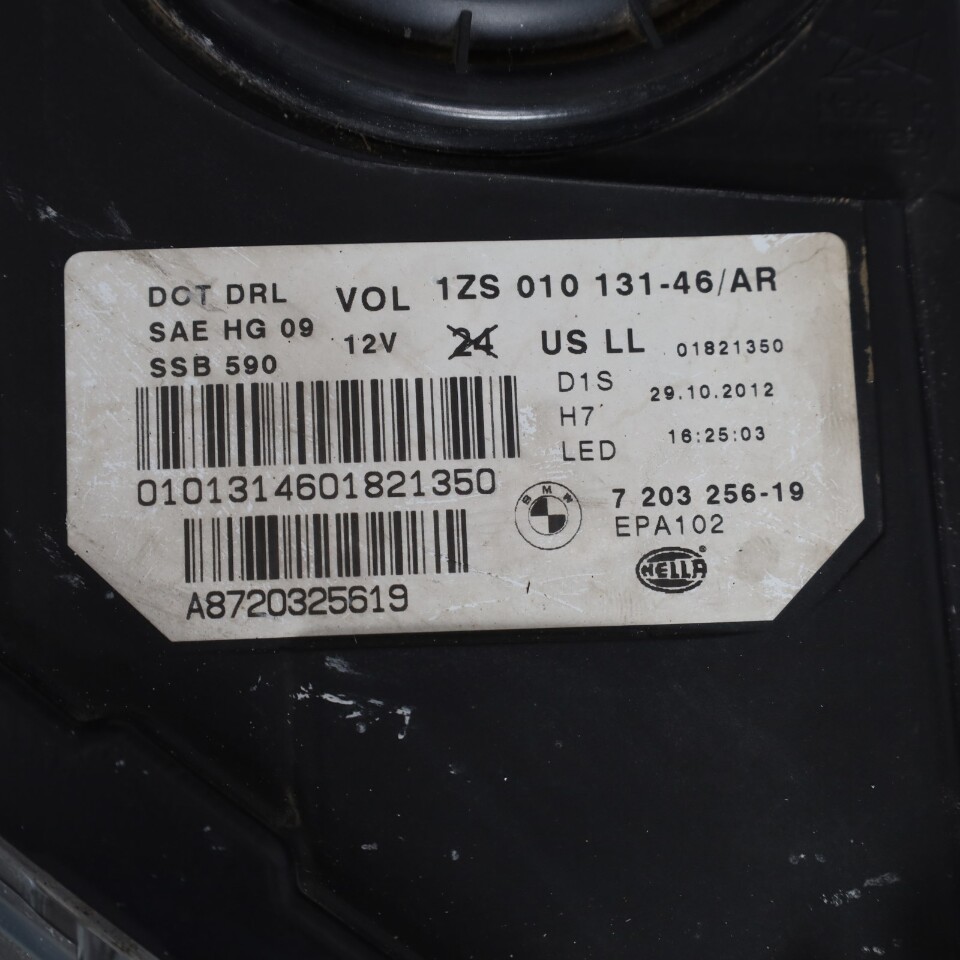 DOT DRL
SAE HG 09
SSB 590
VOL
12V
24
1ZS 010 131-46/AR
US LL
01821350
D1S
H7
LED
29.10.2012
16:25:03
0101314601821350
A8720325619
BMW
7 203 256-19
EPA102
HELLA®